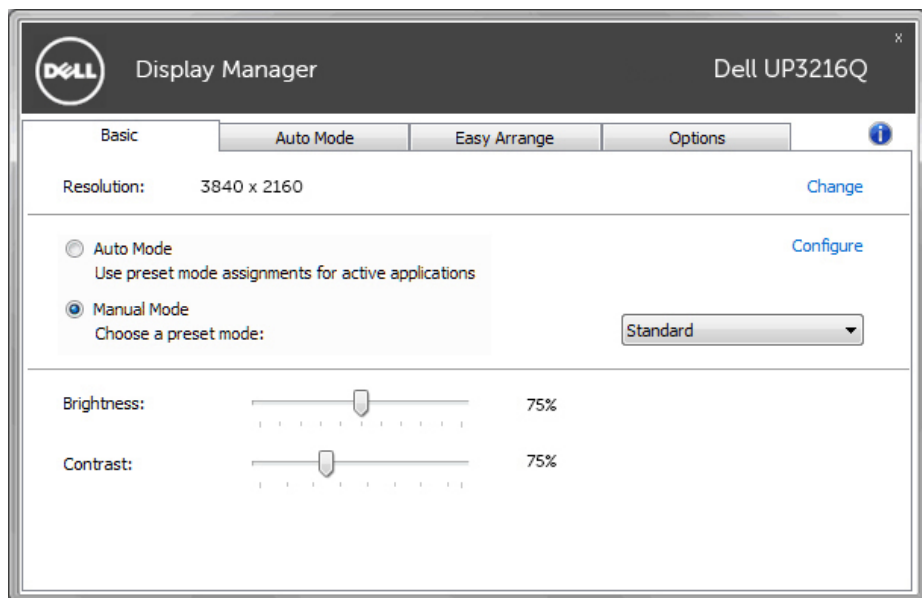 x
DELL Display Manager Dell UP3216Q
Basic Auto Mode Easy Arrange Options i
Resolution: 3840 x 2160 Change
Auto Mode Configure
Use preset mode assignments for active applications
Manual Mode
Choose a preset mode: Standard
Brightness: 75%
Contrast: 75%